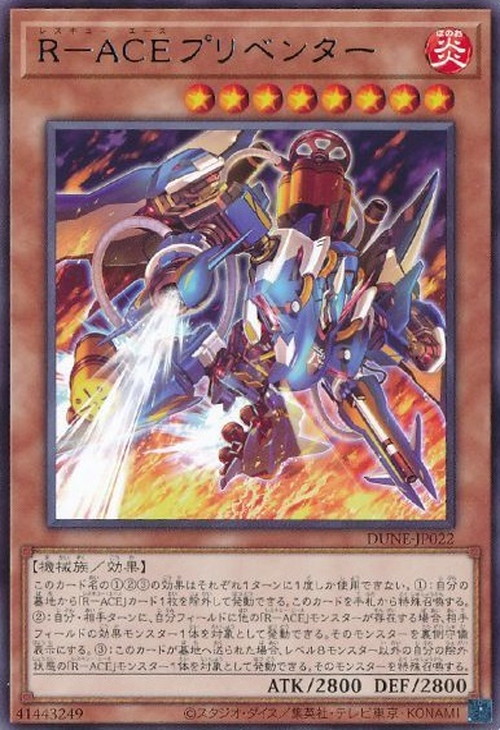 レスキュー エース
R－ACEプリベンター
ほのお
炎
DUNE-JP022
【機械族／効果】
このカード名の①②③の効果はそれぞれ1ターンに1度しか使用できない。①：自分の
墓地から「R-ACE」カード1枚を除外して発動できる。このカードを手札から特殊召喚する。
②：自分・相手ターンに、自分フィールドに他の「R-ACE」モンスターが存在する場合、相手
フィールドの効果モンスター1体を対象として発動できる。そのモンスターを裏側守備
表示にする。③：このカードが墓地へ送られた場合、レベル8モンスター以外の自分の除外
状態の「R-ACE」モンスター1体を対象として発動できる。そのモンスターを特殊召喚する。
ATK/2800 DEF/2800
41443249
©スタジオ・ダイス／集英社・テレビ東京・KONAMI